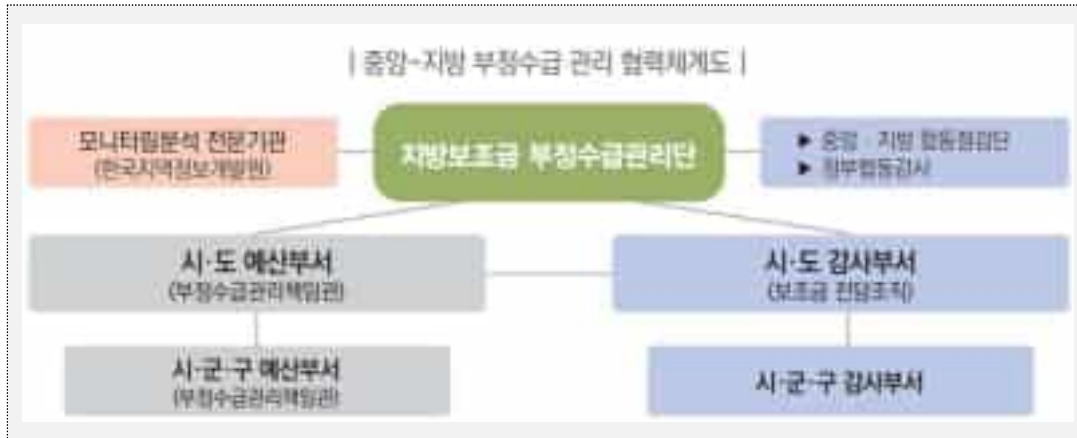 | 중앙-지방 부정수급 관리 협력체계도 |
모니터링분석 전문기관
(한국지역정보개발원)
지방보조금 부정수급관리단
▶ 중앙·지방 합동점검단
▶ 정부합동감사
시·도 예산부서
(부정수급관리책임관)
시·도 감사부서
(보조금 전담조직)
시·군·구 예산부서
(부정수급관리책임관)
시·군·구 감사부서